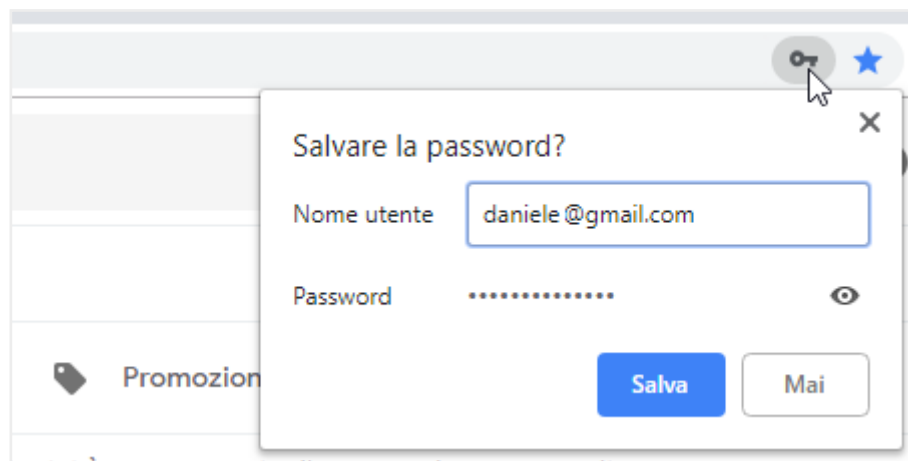 Salvare la password?
Nome utente daniele@gmail.com
Password ••••••••••••••
Promozion
Salva Mai